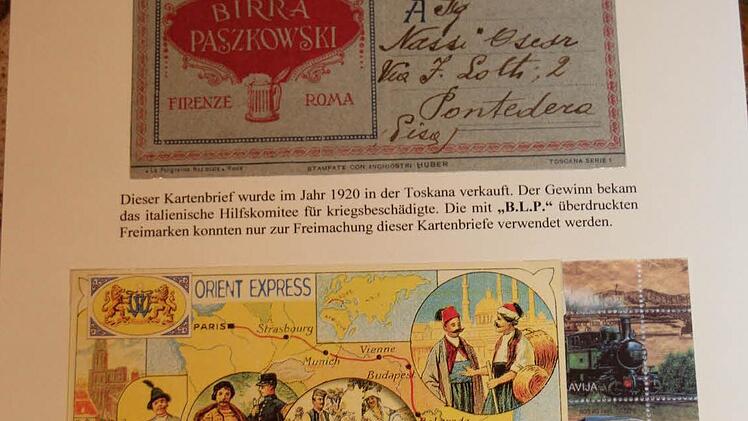 BIRRA
PASZKOWSKI
FIRENZE ROMA
A Sig
Nassi Oscar
Via F. Lotti, 2
Pontedera
(Pisa)
STAMPATE CON INCHIOSTRI HUBER
TOSCANA SERIE 1
Dieser Kartenbrief wurde im Jahr 1920 in der Toskana verkauft. Der Gewinn bekam
das italienische Hilfskomitee für kriegsbeschädigte. Die mit „B.L.P.“ überdruckten
Freimarken konnten nur zur Freimachung dieser Kartenbriefe verwendet werden.
ORIENT EXPRESS
PARIS
Strasbourg
Munich
Vienne
Budapest
AVIJA